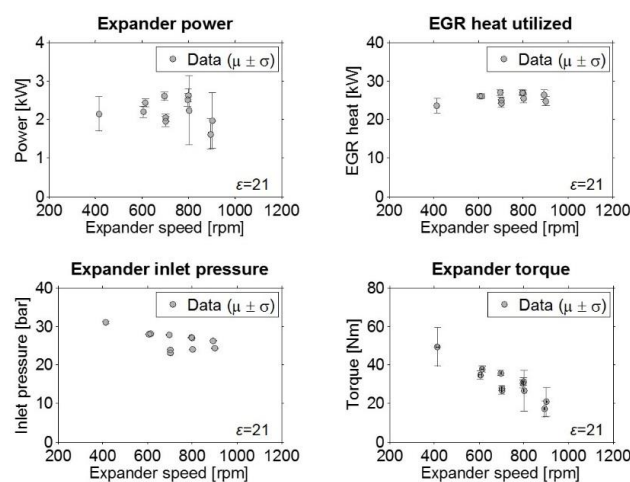 Expander power
Power [kW]
4
3
2
1
0
Data (μ ± σ)
ε=21
200 400 600 800 1000 1200
Expander speed [rpm]
EGR heat utilized
EGR heat [kW]
40
30
20
10
0
Data (μ ± σ)
ε=21
200 400 600 800 1000 1200
Expander speed [rpm]
Expander inlet pressure
Inlet pressure [bar]
40
30
20
10
0
Data (μ ± σ)
ε=21
200 400 600 800 1000 1200
Expander speed [rpm]
Expander torque
Torque [Nm]
80
60
40
20
0
Data (μ ± σ)
ε=21
200 400 600 800 1000 1200
Expander speed [rpm]